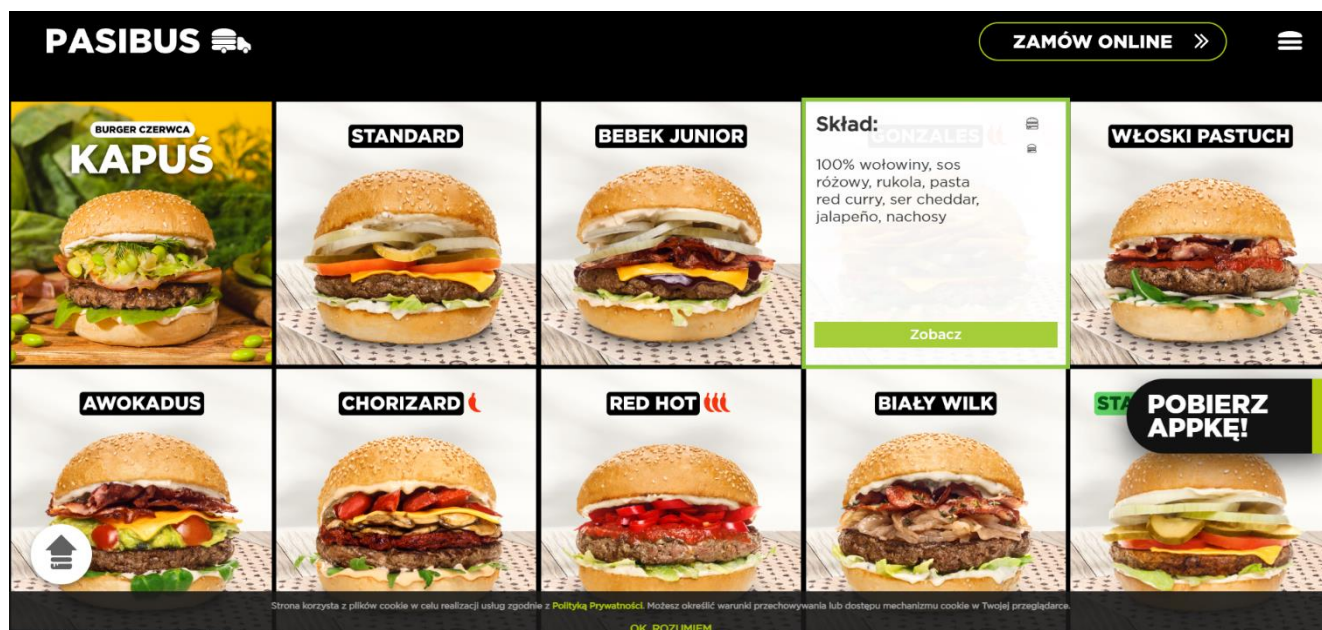 PASIBUS
ZAMÓW ONLINE
BURGER CZERWCA
KAPUŚ
STANDARD
BEBEK JUNIOR
Skład:
GONZALES
100% wołowiny, sos
różowy, rukola, pasta
red curry, ser cheddar,
jalapeño, nachosy
Zobacz
WŁOSKI PASTUCH
AWOKADUS
CHORIZARD
RED HOT
BIAŁY WILK
STA
POBIERZ
APPKĘ!
Strona korzysta z plików cookie w celu realizacji usług zgodnie z Polityką Prywatności. Możesz określić warunki przechowywania lub dostępu mechanizmu cookie w Twojej przeglądarce.
OK, ROZUMIEM